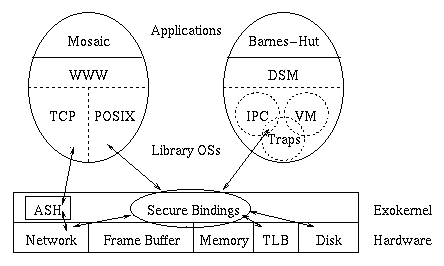 Mosaic Applications Barnes-Hut
WWW DSM
TCP POSIX IPC VM
Traps
Library OSs
ASH Secure Bindings Exokernel
Network Frame Buffer Memory TLB Disk Hardware